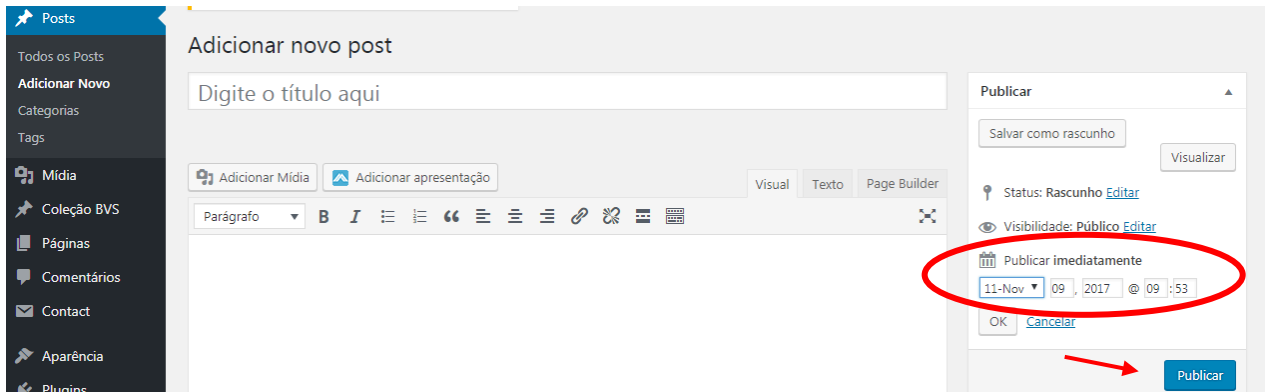 Posts
Todos os Posts
Adicionar Novo
Categorias
Tags
Mídia
Coleção BVS
Páginas
Comentários
Contact
Aparência
Plugins
Adicionar novo post
Digite o título aqui
Adicionar Mídia
Adicionar apresentação
Visual
Texto
Page Builder
Parágrafo
B I
Publicar
Salvar como rascunho
Visualizar
Status: Rascunho Editar
Visibilidade: Público Editar
Publicar imediatamente
11-Nov 09 , 2017 @ 09 : 53
OK Cancelar
Publicar